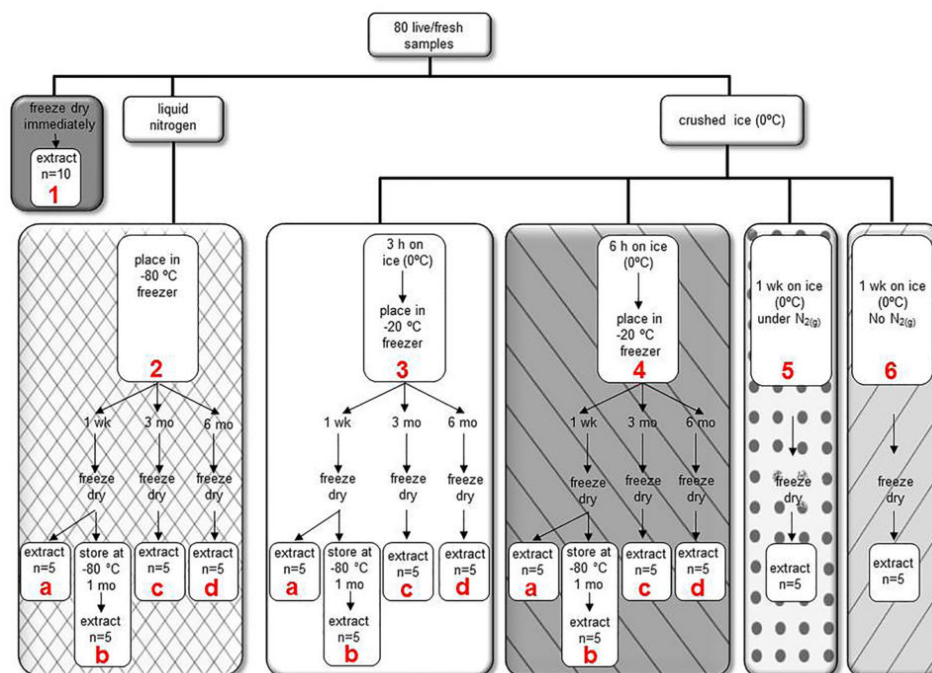 80 live/fresh
samples
freeze dry
immediately
extract
n=10
1
liquid
nitrogen
crushed ice (0ºC)
place in
-80 ºC
freezer
2
1 wk
3 mo
6 mo
freeze
dry
freeze
dry
freeze
dry
extract
n=5
a
store at
-80 ºC
1 mo
extract
n=5
b
extract
n=5
c
extract
n=5
d
3 h on
ice (0ºC)
place in
-20 ºC
freezer
3
1 wk
3 mo
6 mo
freeze
dry
freeze
dry
freeze
dry
extract
n=5
a
store at
-80 ºC
1 mo
extract
n=5
b
extract
n=5
c
extract
n=5
d
6 h on ice
(0ºC)
place in
-20 ºC
freezer
4
1 wk
3 mo
6 mo
freeze
dry
freeze
dry
freeze
dry
extract
n=5
a
store at
-80 ºC
1 mo
extract
n=5
b
extract
n=5
c
extract
n=5
d
1 wk on ice
(0ºC)
under N2(g)
5
freeze
dry
extract
n=5
1 wk on ice
(0ºC)
No N2(g)
6
freeze
dry
extract
n=5